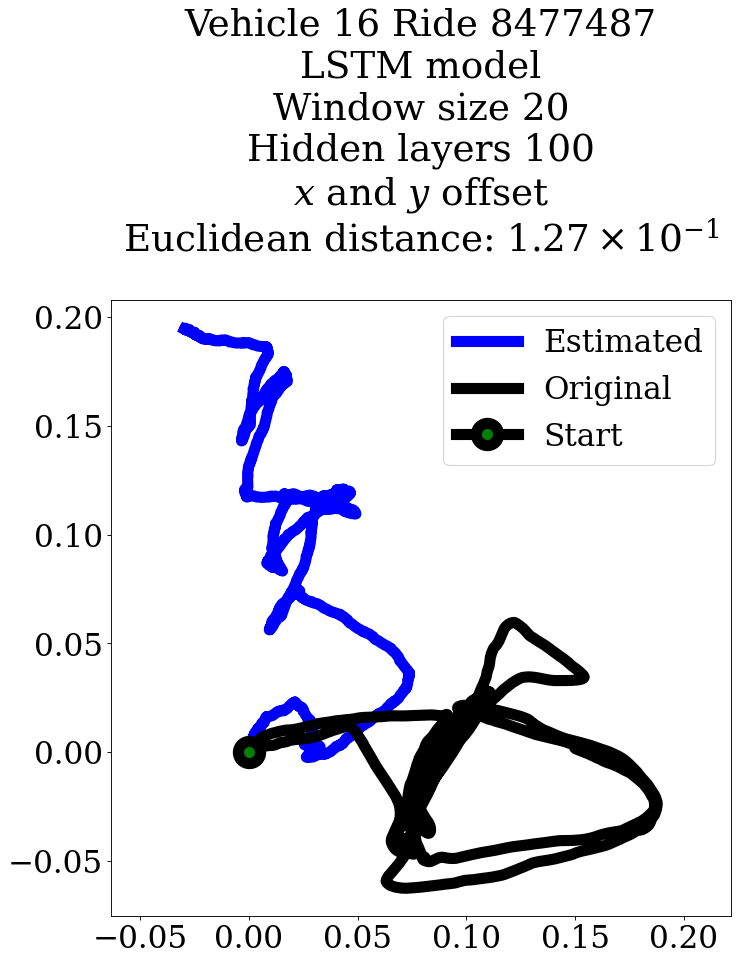 Vehicle 16 Ride 8477487
LSTM model
Window size 20
Hidden layers 100
x and y offset
Euclidean distance: 1.27 × 10⁻¹
Estimated
Original
Start
0.20
0.15
0.10
0.05
0.00
−0.05
−0.05 0.00 0.05 0.10 0.15 0.20